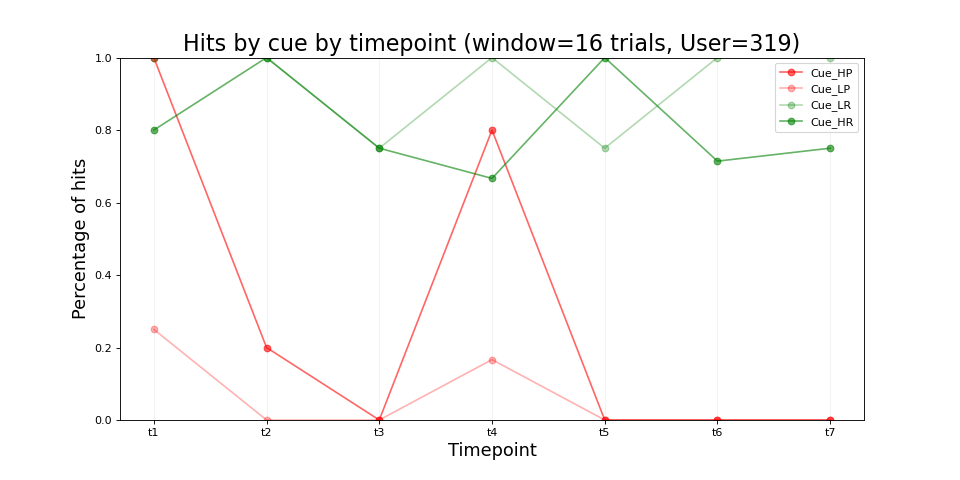 Hits by cue by timepoint (window=16 trials, User=319)
1.0
0.8
0.6
0.4
0.2
0.0
Percentage of hits
Cue_HP
Cue_LP
Cue_LR
Cue_HR
t1 t2 t3 t4 t5 t6 t7
Timepoint